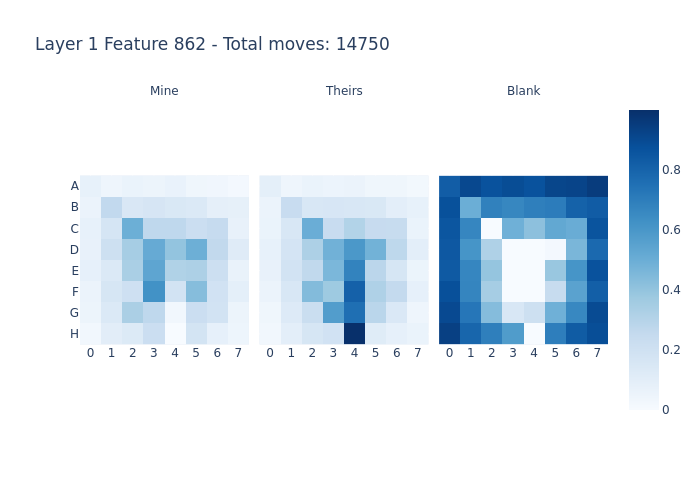 Layer 1 Feature 862 - Total moves: 14750
Mine Theirs Blank
A
B
C
D
E
F
G
H
0 1 2 3 4 5 6 7 0 1 2 3 4 5 6 7 0 1 2 3 4 5 6 7
0.8
0.6
0.4
0.2
0